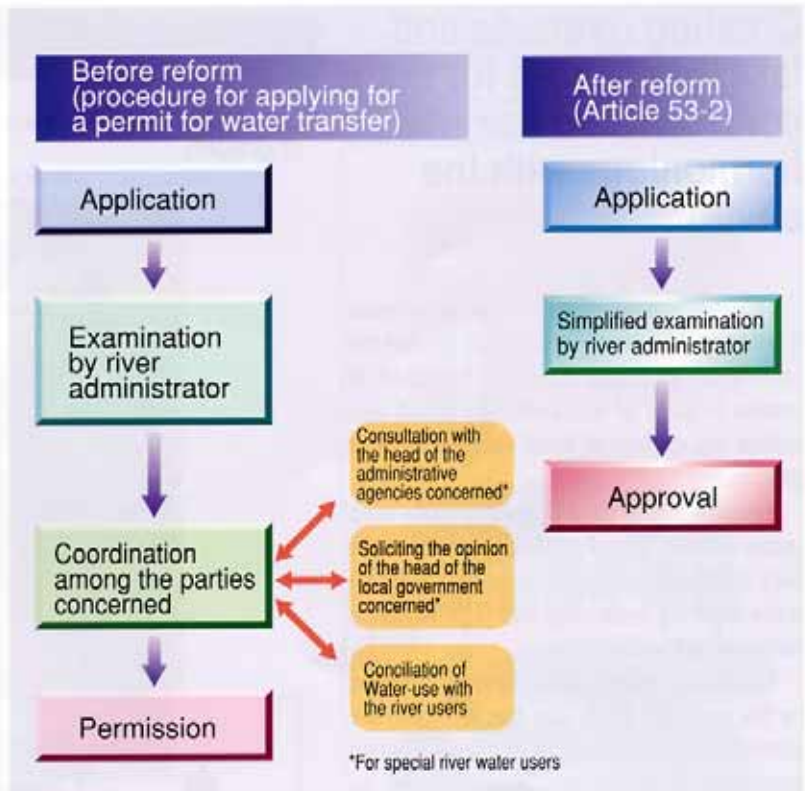 Before reform
(procedure for applying for
a permit for water transfer)
Application
Examination
by river
administrator
Coordination
among the parties
concerned
Permission
Consultation with
the head of the
administrative
agencies concerned*
Soliciting the opinion
of the head of the
local government
concerned*
Conciliation of
Water-use with
the river users
*For special river water users
After reform
(Article 53-2)
Application
Simplified examination
by river administrator
Approval